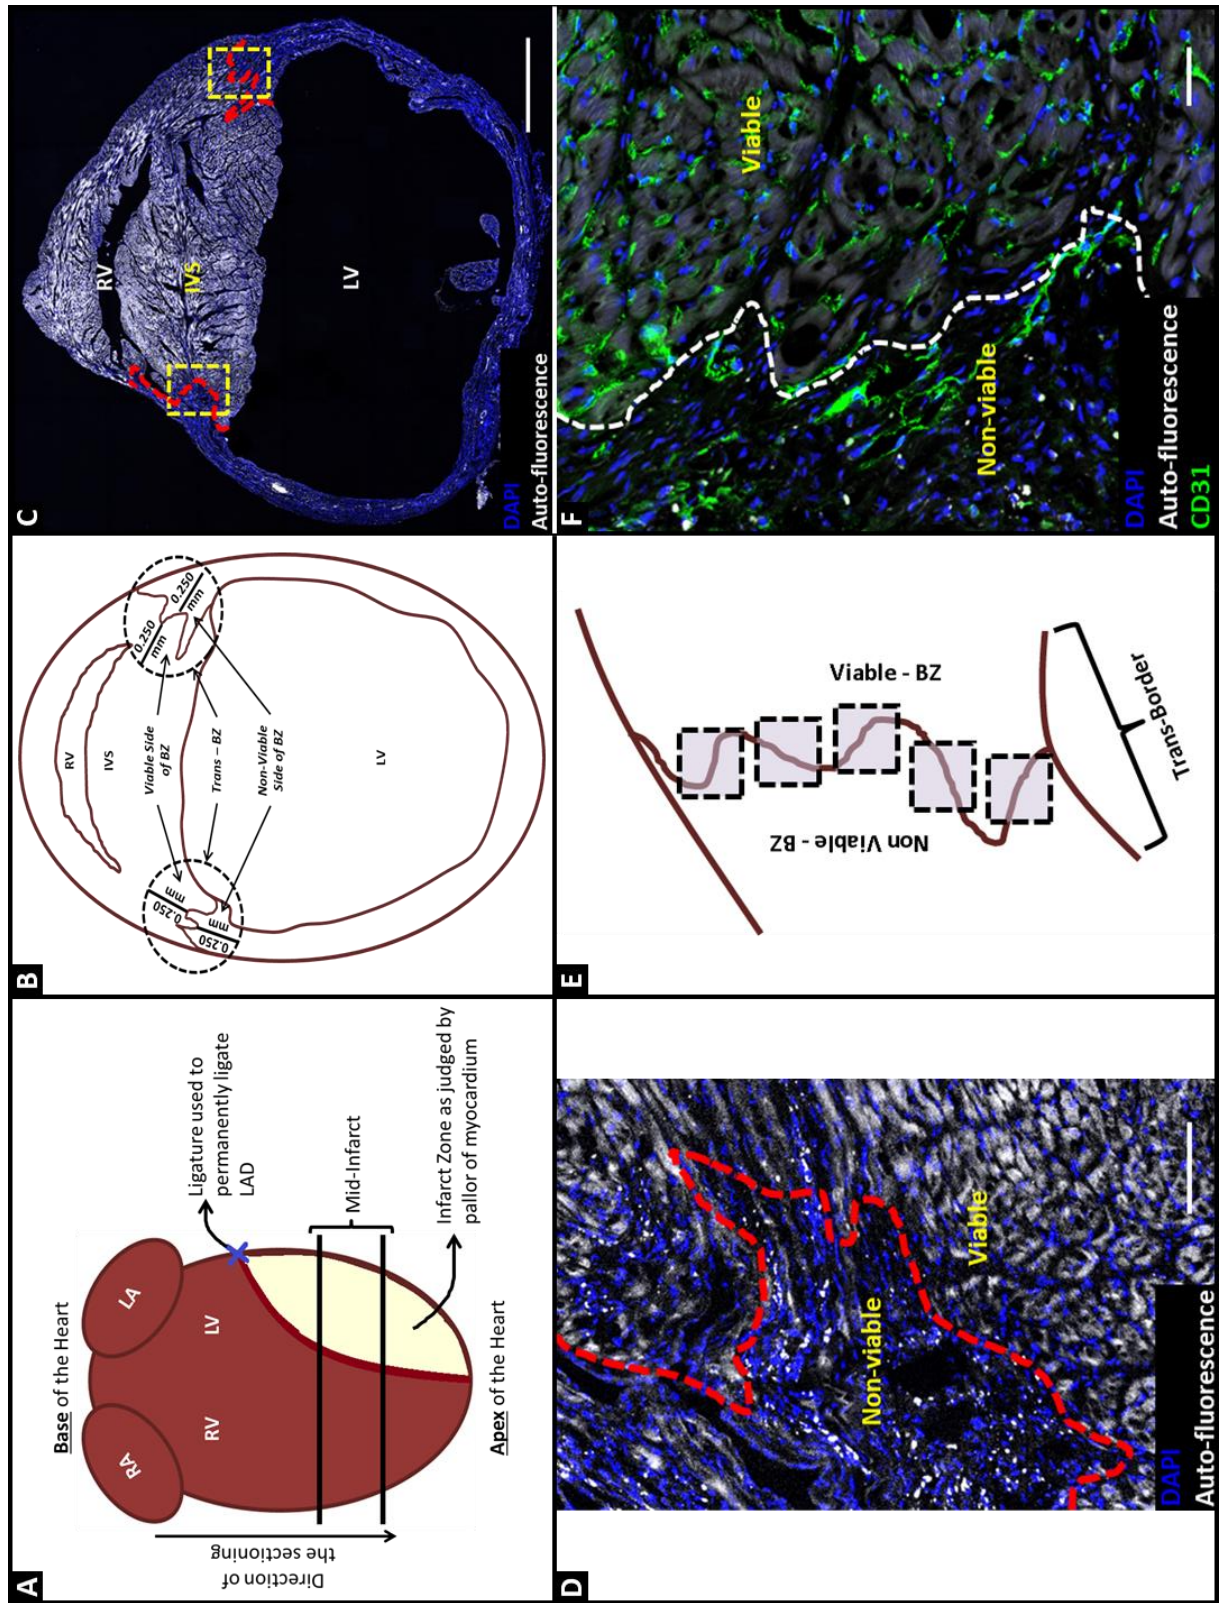 A
Base of the Heart
RA
LA
RV
LV
Direction of
the sectioning
Ligature used to
permanently ligate
LAD
Mid-Infarct
Infarct Zone as judged by
pallor of myocardium
Apex of the Heart
B
RV
IVS
Viable Side
of BZ
Trans – BZ
Non-Viable
Side of BZ
0.250
mm
0.250
mm
0.250
mm
0.250
mm
LV
C
RV
IVS
LV
DAPI
Auto-fluorescence
D
Non-viable
Viable
DAPI
Auto-fluorescence
E
Viable - BZ
Non Viable - BZ
Trans-Border
F
Viable
Non-viable
DAPI
Auto-fluorescence
CD31